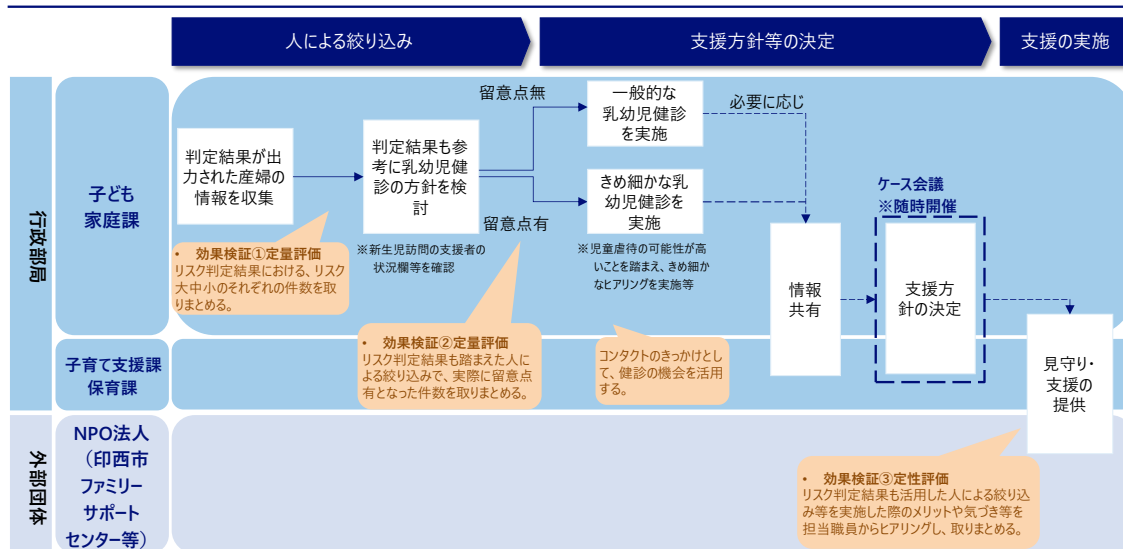 人による絞り込み
支援方針等の決定
支援の実施
行政部局
子ども
家庭課
判定結果が出
力された産婦の
情報を収集
判定結果も参
考に乳幼児健
診の方針を検
討
※新生児訪問の支援者の
状況欄等を確認
留意点無
留意点有
一般的な
乳幼児健診
を実施
きめ細かな乳
幼児健診を
実施
※児童虐待の可能性が高
いことを踏まえ、きめ細か
なヒアリングを実施等
必要に応じ
情報
共有
ケース会議
※随時開催
支援方
針の決定
見守り・
支援の
提供
• 効果検証①定量評価
リスク判定結果における、リスク
大中小のそれぞれの件数を取
りまとめる。
• 効果検証②定量評価
リスク判定結果も踏まえた人に
よる絞り込みで、実際に留意点
有となった件数を取りまとめる。
コンタクトのきっかけとし
て、健診の機会を活用
する。
子育て支援課
保育課
外部団体
NPO法人
（印西市
ファミリー
サポート
センター等）
• 効果検証③定性評価
リスク判定結果も活用した人による絞り込
み等を実施した際のメリットや気づき等を
担当職員からヒアリングし、取りまとめる。